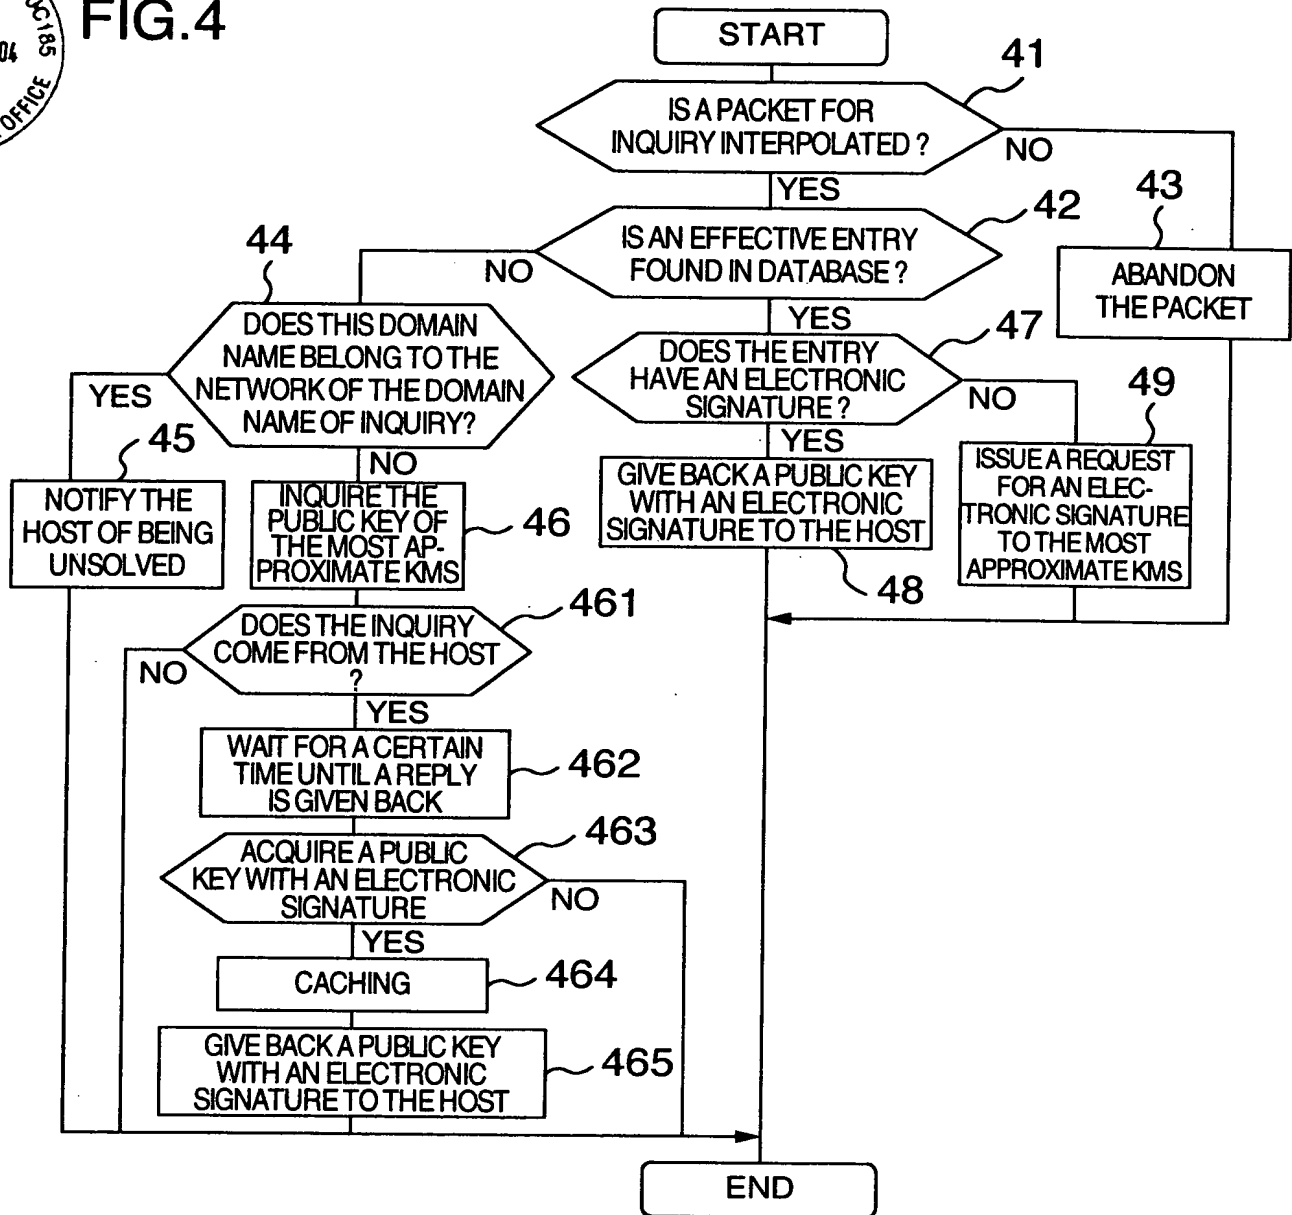 FIG.4
JC185
04
OFFICE
START
41
IS A PACKET FOR
INQUIRY INTERPOLATED ?
NO
YES
43
ABANDON
THE PACKET
42
IS AN EFFECTIVE ENTRY
FOUND IN DATABASE ?
NO
YES
44
DOES THIS DOMAIN
NAME BELONG TO THE
NETWORK OF THE DOMAIN
NAME OF INQUIRY?
YES
NO
47
DOES THE ENTRY
HAVE AN ELECTRONIC
SIGNATURE ?
NO
YES
49
ISSUE A REQUEST
FOR AN ELEC-
TRONIC SIGNATURE
TO THE MOST
APPROXIMATE KMS
GIVE BACK A PUBLIC KEY
WITH AN ELECTRONIC
SIGNATURE TO THE HOST
48
45
NOTIFY THE
HOST OF BEING
UNSOLVED
INQUIRE THE
PUBLIC KEY OF
THE MOST AP-
PROXIMATE KMS
46
461
DOES THE INQUIRY
COME FROM THE HOST
?
NO
YES
WAIT FOR A CERTAIN
TIME UNTIL A REPLY
IS GIVEN BACK
462
463
ACQUIRE A PUBLIC
KEY WITH AN ELECTRONIC
SIGNATURE
NO
YES
CACHING
464
GIVE BACK A PUBLIC KEY
WITH AN ELECTRONIC
SIGNATURE TO THE HOST
465
END